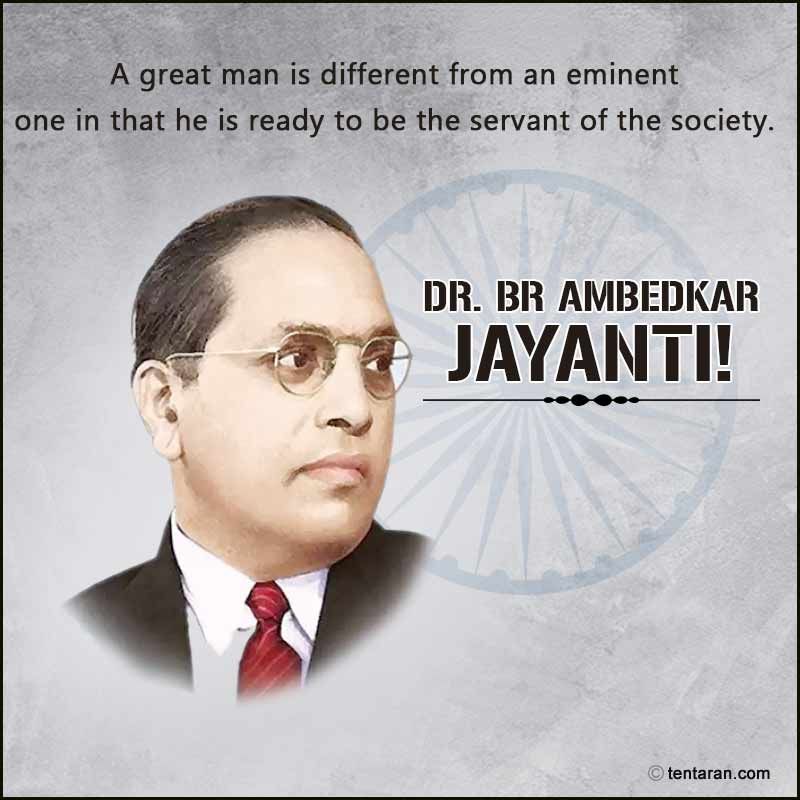 A great man is different from an eminent
one in that he is ready to be the servant of the society.
DR. BR AMBEDKAR
JAYANTI!
© tentaran.com